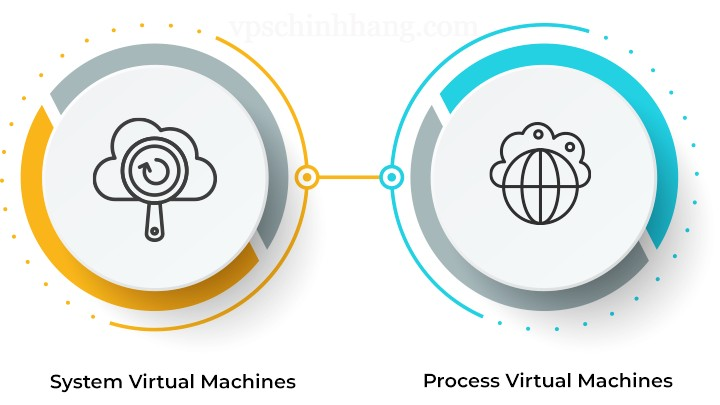 vpschinhhang.com
System Virtual Machines
Process Virtual Machines